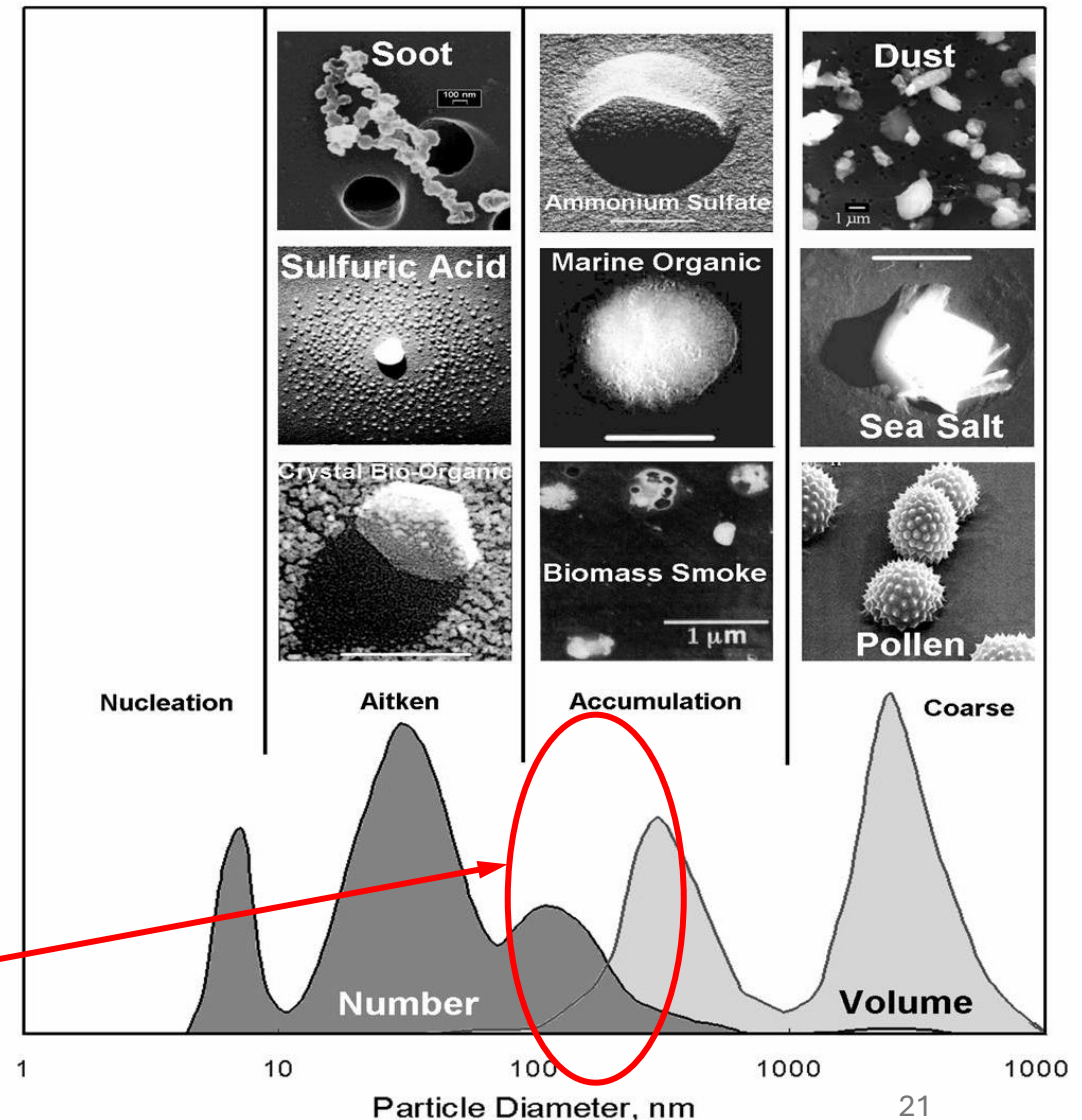 Soot
100 nm
Ammonium Sulfate
Dust
1 µm
Sulfuric Acid
Marine Organic
Sea Salt
Crystal Bio-Organic
Biomass Smoke
1 µm
Pollen
Nucleation
Aitken
Accumulation
Coarse
Number
Volume
1
10
100
1000
1000
Particle Diameter, nm
21